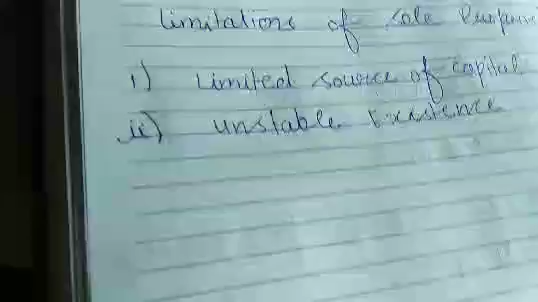 limitations of sole
i) Limited source of capital
ii) unstable Existence